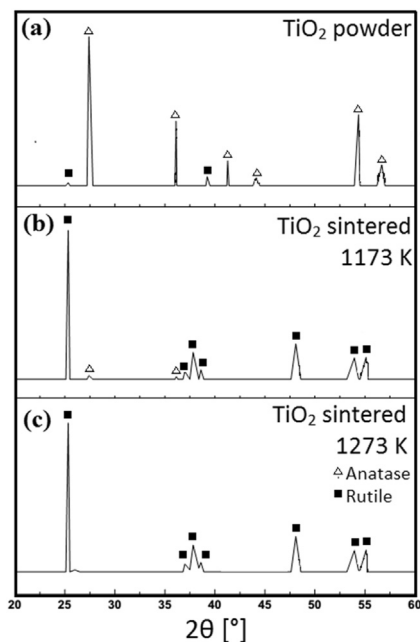 (a) TiO₂ powder
(b) TiO₂ sintered
1173 K
(c) TiO₂ sintered
1273 K
△ Anatase
■ Rutile
20 25 30 35 40 45 50 55 60
2θ [°]